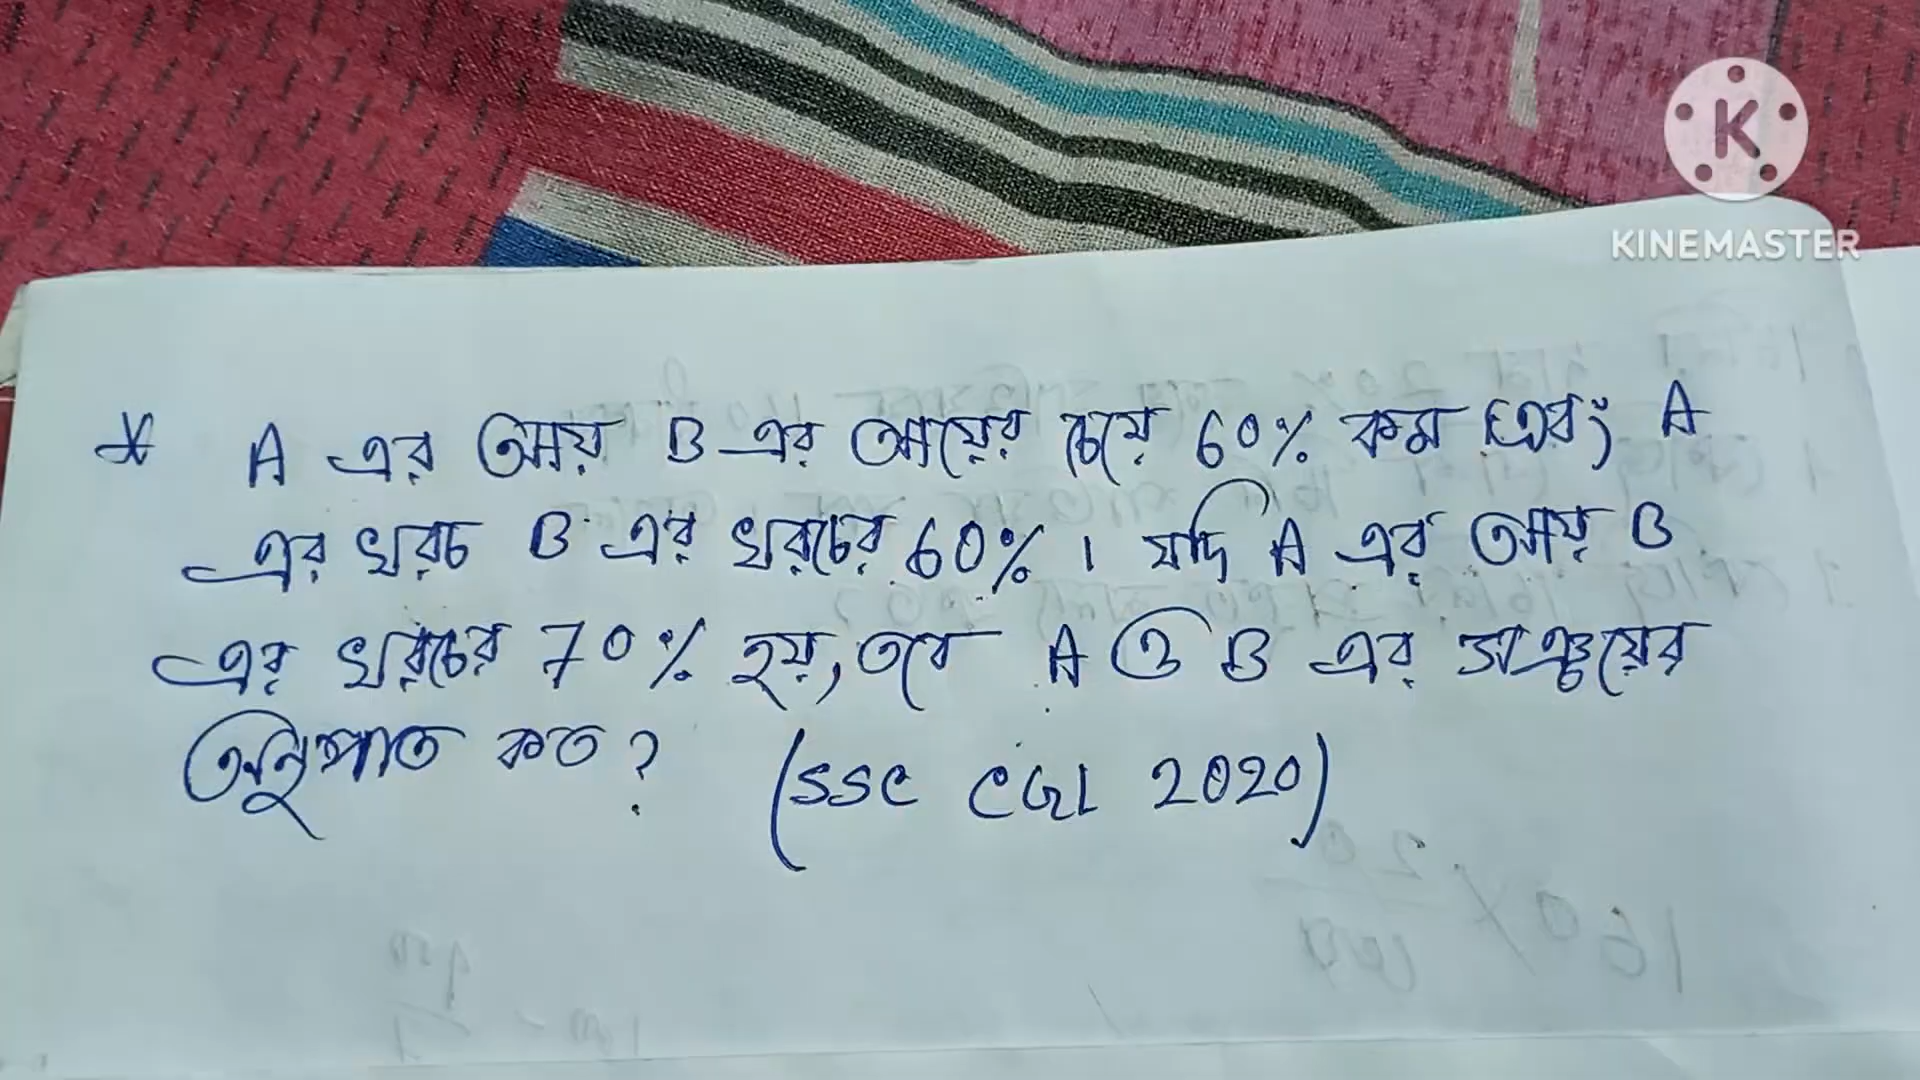 KINEMASTER
* A এর আয় B এর আয়ের চেয়ে 60% কম এবং A
এর খরচ B এর খরচের 60% । যদি A এর আয় B
এর খরচের 70% হয়, তবে A ও B এর সঞ্চয়ের
অনুপাত কত ? (SSC CGL 2020)